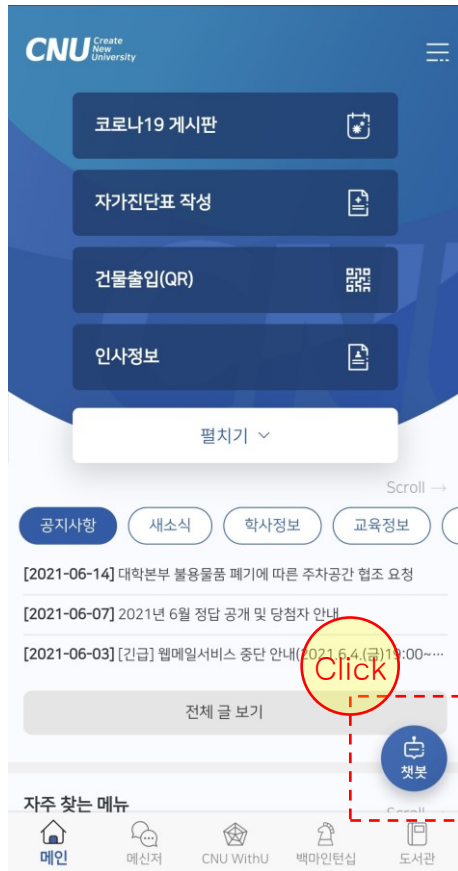 CNU Create
New
University
코로나19 게시판
자가진단표 작성
건물출입(QR)
인사정보
펼치기
Scroll →
공지사항 새소식 학사정보 교육정보
[2021-06-14] 대학본부 불용물품 폐기에 따른 주차공간 협조 요청
[2021-06-07] 2021년 6월 정답 공개 및 당첨자 안내
[2021-06-03] [긴급] 웹메일서비스 중단 안내(2021.6.4.(금)19:00~…
Click
전체 글 보기
챗봇
자주 찾는 메뉴
Scroll
메인 메신저 CNU WithU 백마인턴십 도서관